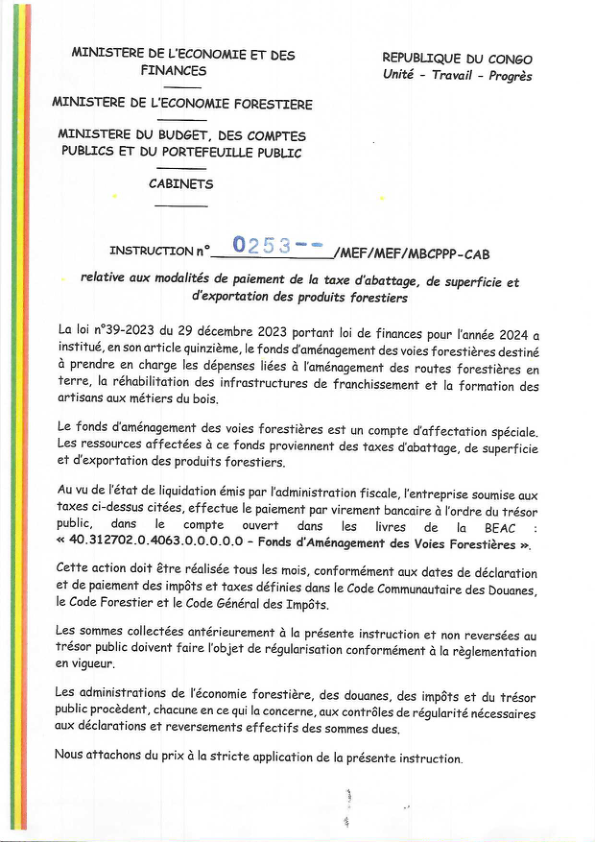 MINISTERE DE L'ECONOMIE ET DES
FINANCES
MINISTERE DE L'ECONOMIE FORESTIERE
MINISTERE DU BUDGET, DES COMPTES
PUBLICS ET DU PORTEFEUILLE PUBLIC
CABINETS
REPUBLIQUE DU CONGO
Unité - Travail - Progrès
INSTRUCTION n° 0253-- /MEF/MEF/MBCPPP-CAB
relative aux modalités de paiement de la taxe d'abattage, de superficie et
d'exportation des produits forestiers
La loi n°39-2023 du 29 décembre 2023 portant loi de finances pour l'année 2024 a
institué, en son article quinzième, le fonds d'aménagement des voies forestières destiné
à prendre en charge les dépenses liées à l'aménagement des routes forestières en
terre, la réhabilitation des infrastructures de franchissement et la formation des
artisans aux métiers du bois.
Le fonds d'aménagement des voies forestières est un compte d'affectation spéciale.
Les ressources affectées à ce fonds proviennent des taxes d'abattage, de superficie
et d'exportation des produits forestiers.
Au vu de l'état de liquidation émis par l'administration fiscale, l'entreprise soumise aux
taxes ci-dessus citées, effectue le paiement par virement bancaire à l'ordre du trésor
public, dans le compte ouvert dans les livres de la BEAC :
« 40.312702.0.4063.0.0.0.0.0 – Fonds d'Aménagement des Voies Forestières ».
Cette action doit être réalisée tous les mois, conformément aux dates de déclaration
et de paiement des impôts et taxes définies dans le Code Communautaire des Douanes,
le Code Forestier et le Code Général des Impôts.
Les sommes collectées antérieurement à la présente instruction et non reversées au
trésor public doivent faire l'objet de régularisation conformément à la règlementation
en vigueur.
Les administrations de l'économie forestière, des douanes, des impôts et du trésor
public procèdent, chacune en ce qui la concerne, aux contrôles de régularité nécessaires
aux déclarations et reversements effectifs des sommes dues.
Nous attachons du prix à la stricte application de la présente instruction.